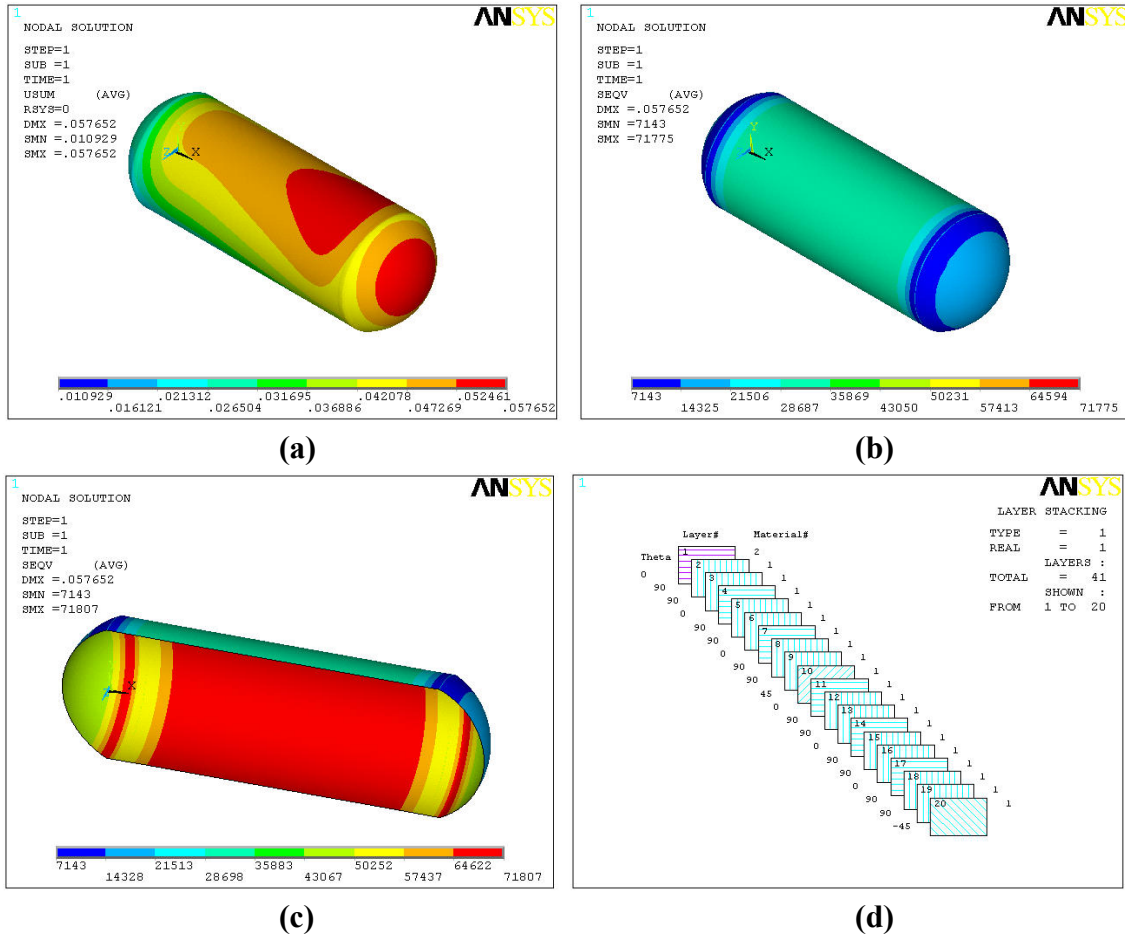 1
ANSYS
NODAL SOLUTION
STEP=1
SUB =1
TIME=1
USUM (AVG)
RSYS=0
DMX =.057652
SMN =.010929
SMX =.057652
Z X
.010929 .021312 .031695 .042078 .052461
.016121 .026504 .036886 .047269 .057652
(a)
1
ANSYS
NODAL SOLUTION
STEP=1
SUB =1
TIME=1
SEQV (AVG)
DMX =.057652
SMN =7143
SMX =71775
Y
X
7143 21506 35869 50231 64594
14325 28687 43050 57413 71775
(b)
1
ANSYS
NODAL SOLUTION
STEP=1
SUB =1
TIME=1
SEQV (AVG)
DMX =.057652
SMN =7143
SMX =71807
X
7143 21513 35883 50252 64622
14328 28698 43067 57437 71807
(c)
1
ANSYS
LAYER STACKING
TYPE = 1
REAL = 1
LAYERS :
TOTAL = 41
SHOWN :
FROM 1 TO 20
Layer# Material#
Theta
0 1 2
90 2 1
90 3 1
0 4 1
90 5 1
90 6 1
0 7 1
90 8 1
90 9 1
45 10 1
0 11 1
90 12 1
90 13 1
0 14 1
90 15 1
90 16 1
0 17 1
90 18 1
90 19 1
-45 20 1
(d)